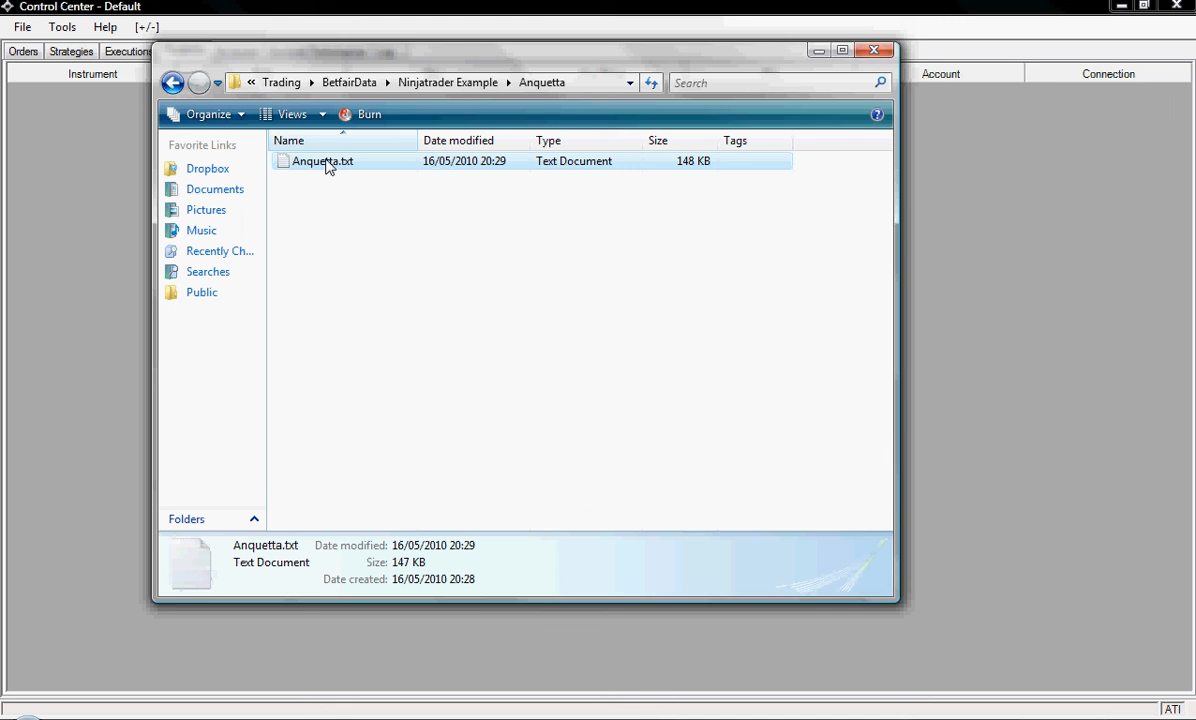 Control Center - Default
File Tools Help [+/-]
Orders Strategies Executions
Instrument Account Connection
« Trading BetfairData Ninjatrader Example Anquetta Search
Organize Views Burn
Favorite Links
Dropbox
Documents
Pictures
Music
Recently Ch...
Searches
Public
Folders
Name Date modified Type Size Tags
Anquetta.txt 16/05/2010 20:29 Text Document 148 KB
Anquetta.txt Date modified: 16/05/2010 20:29
Text Document Size: 147 KB
Date created: 16/05/2010 20:28
ATI